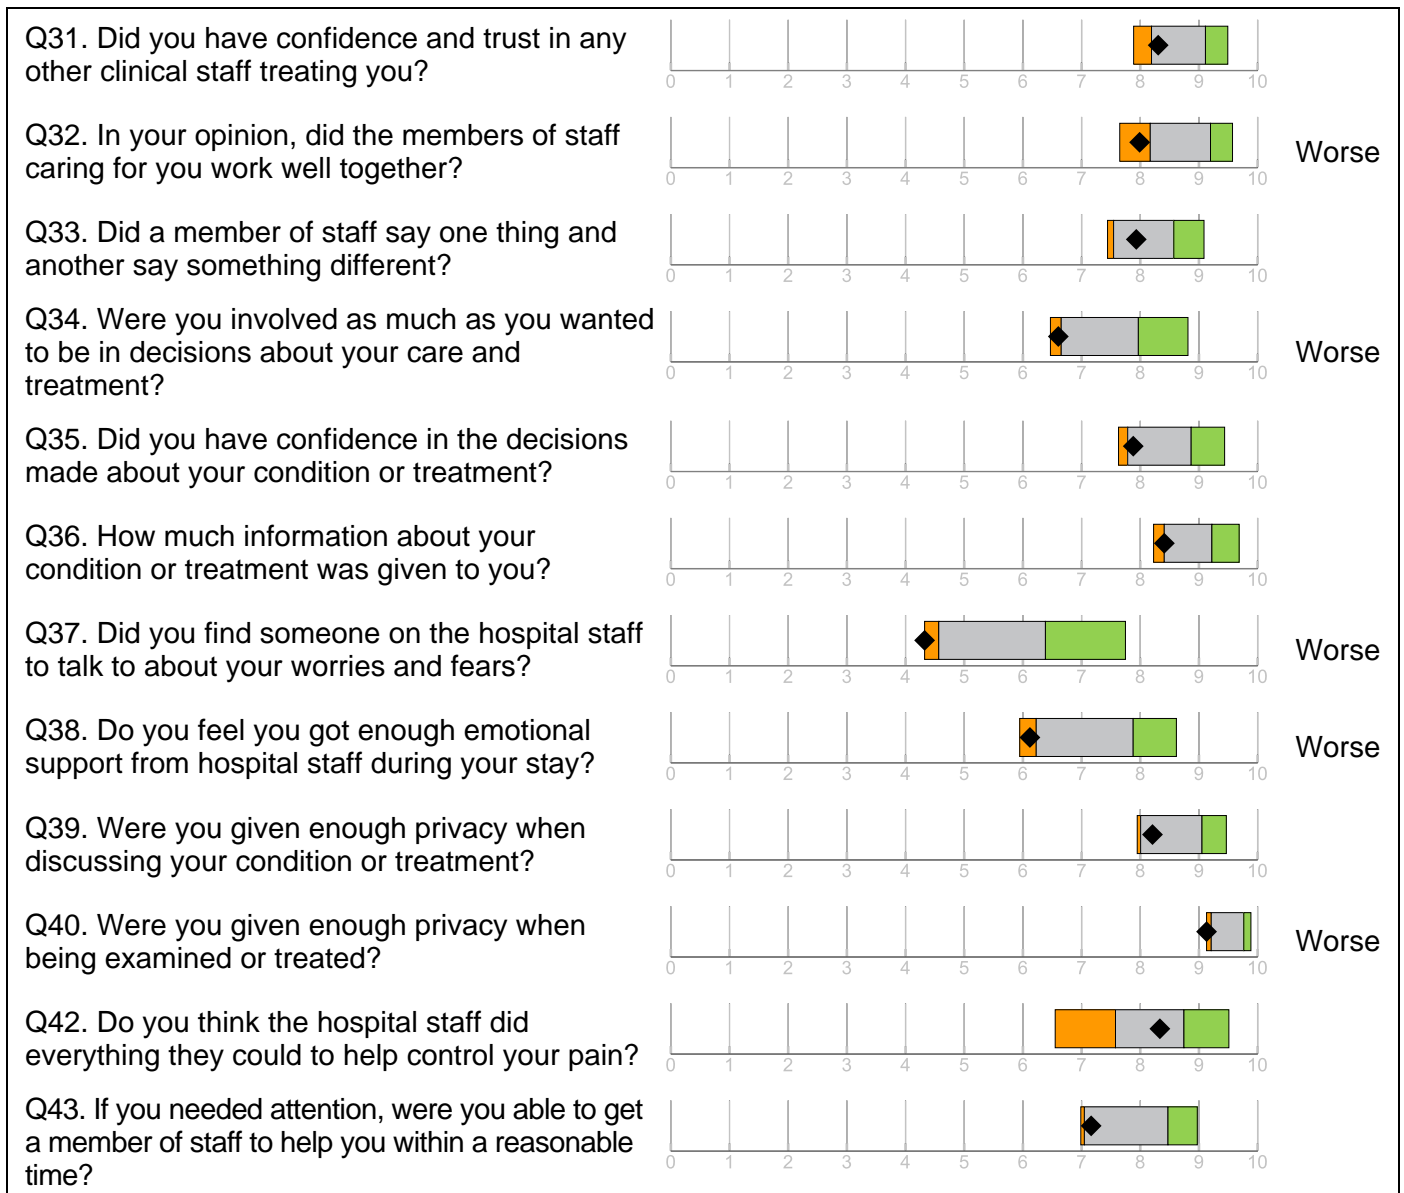 Q31. Did you have confidence and trust in any
other clinical staff treating you?
0 1 2 3 4 5 6 7 8 9 10
Q32. In your opinion, did the members of staff
caring for you work well together?
Worse
0 1 2 3 4 5 6 7 8 9 10
Q33. Did a member of staff say one thing and
another say something different?
0 1 2 3 4 5 6 7 8 9 10
Q34. Were you involved as much as you wanted
to be in decisions about your care and
treatment?
Worse
0 1 2 3 4 5 6 7 8 9 10
Q35. Did you have confidence in the decisions
made about your condition or treatment?
0 1 2 3 4 5 6 7 8 9 10
Q36. How much information about your
condition or treatment was given to you?
0 1 2 3 4 5 6 7 8 9 10
Q37. Did you find someone on the hospital staff
to talk to about your worries and fears?
Worse
0 1 2 3 4 5 6 7 8 9 10
Q38. Do you feel you got enough emotional
support from hospital staff during your stay?
Worse
0 1 2 3 4 5 6 7 8 9 10
Q39. Were you given enough privacy when
discussing your condition or treatment?
0 1 2 3 4 5 6 7 8 9 10
Q40. Were you given enough privacy when
being examined or treated?
Worse
0 1 2 3 4 5 6 7 8 9 10
Q42. Do you think the hospital staff did
everything they could to help control your pain?
0 1 2 3 4 5 6 7 8 9 10
Q43. If you needed attention, were you able to get
a member of staff to help you within a reasonable
time?
0 1 2 3 4 5 6 7 8 9 10